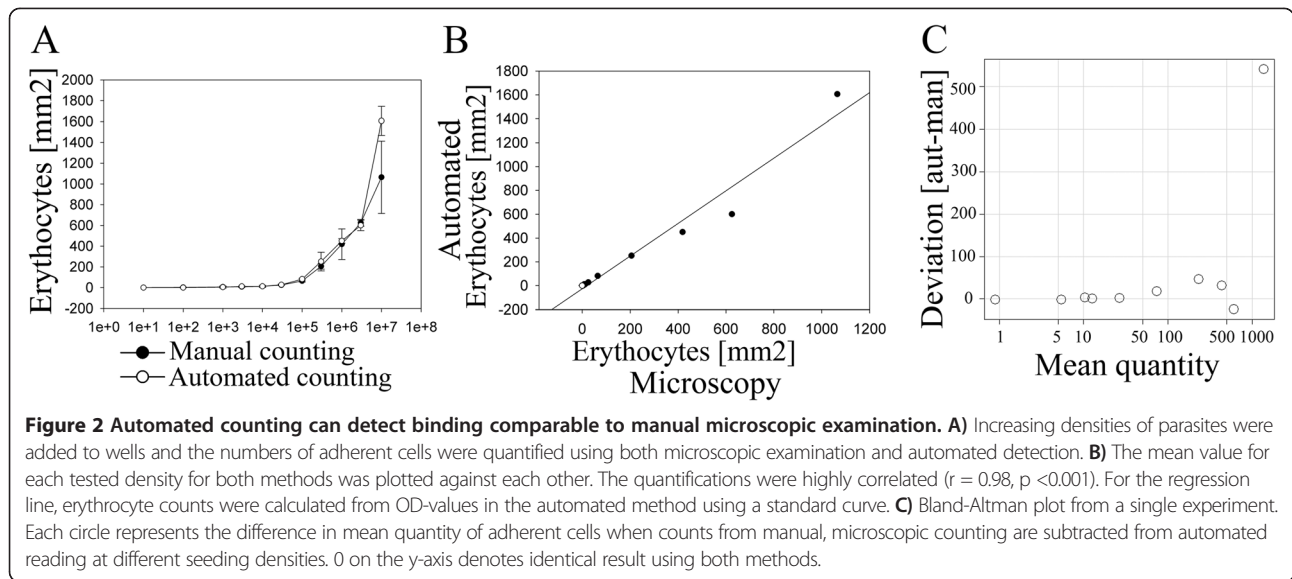 A
Erythocytes [mm2]
2000
1800
1600
1400
1200
1000
800
600
400
200
0
-200
1e+0 1e+1 1e+2 1e+3 1e+4 1e+5 1e+6 1e+7 1e+8
Manual counting
Automated counting
B
Automated
Erythocytes [mm2]
1800
1600
1400
1200
1000
800
600
400
200
0
-200
0 200 400 600 800 1000 1200
Erythocytes [mm2]
Microscopy
C
Deviation [aut-man]
500
400
300
200
100
0
1 5 10 50 100 500 1000
Mean quantity
Figure 2 Automated counting can detect binding comparable to manual microscopic examination. A) Increasing densities of parasites were
added to wells and the numbers of adherent cells were quantified using both microscopic examination and automated detection. B) The mean value for
each tested density for both methods was plotted against each other. The quantifications were highly correlated (r = 0.98, p <0.001). For the regression
line, erythrocyte counts were calculated from OD-values in the automated method using a standard curve. C) Bland-Altman plot from a single experiment.
Each circle represents the difference in mean quantity of adherent cells when counts from manual, microscopic counting are subtracted from automated
reading at different seeding densities. 0 on the y-axis denotes identical result using both methods.